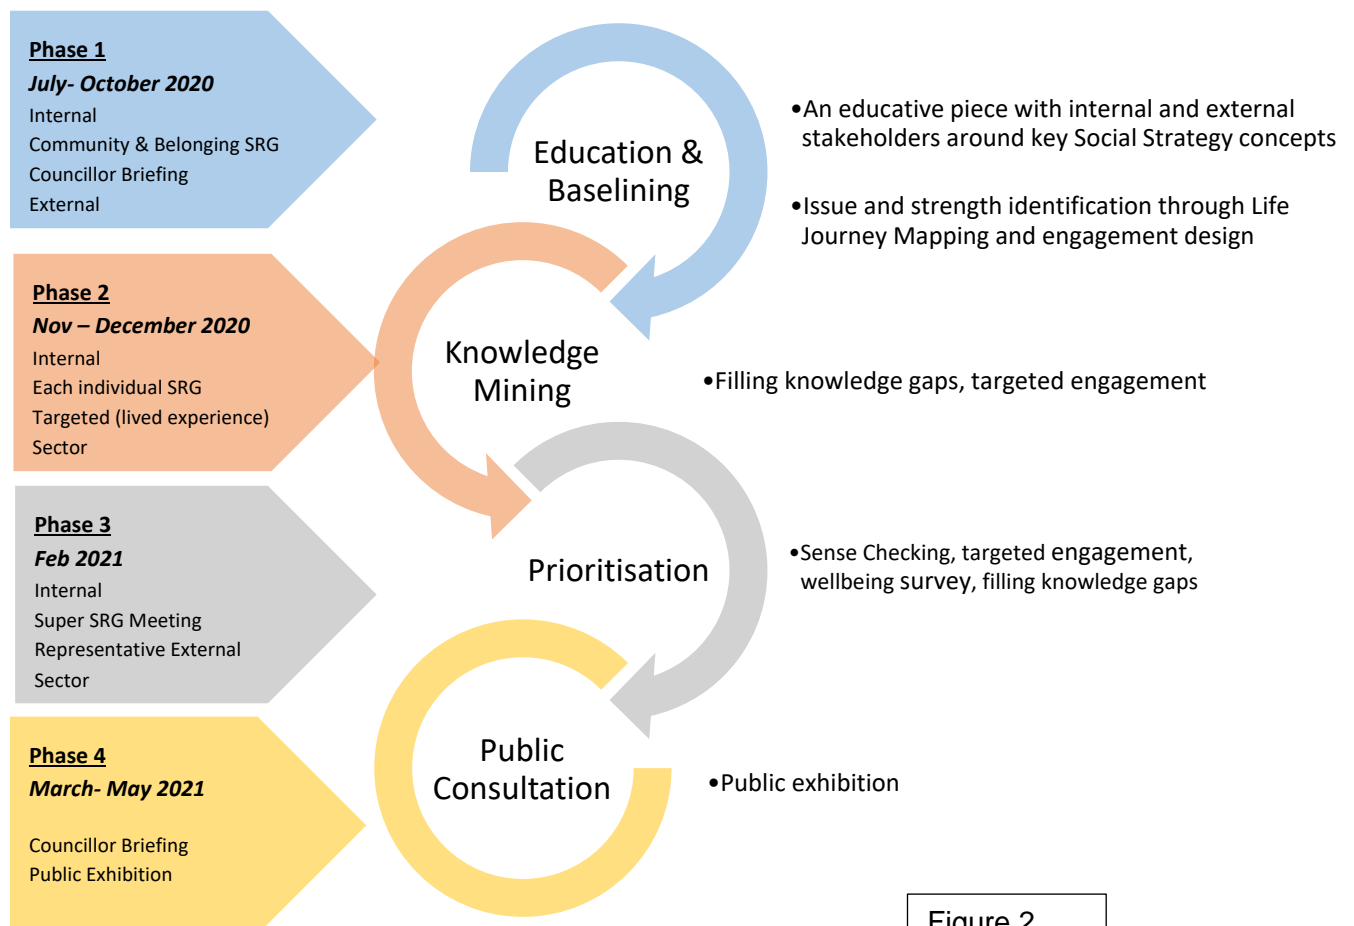 Phase 1
July- October 2020
Internal
Community & Belonging SRG
Councillor Briefing
External
Education &
Baselining
•An educative piece with internal and external
stakeholders around key Social Strategy concepts
•Issue and strength identification through Life
Journey Mapping and engagement design
Phase 2
Nov – December 2020
Internal
Each individual SRG
Targeted (lived experience)
Sector
Knowledge
Mining
•Filling knowledge gaps, targeted engagement
Phase 3
Feb 2021
Internal
Super SRG Meeting
Representative External
Sector
Prioritisation
•Sense Checking, targeted engagement,
wellbeing survey, filling knowledge gaps
Phase 4
March- May 2021
Councillor Briefing
Public Exhibition
Public
Consultation
•Public exhibition
Figure 2